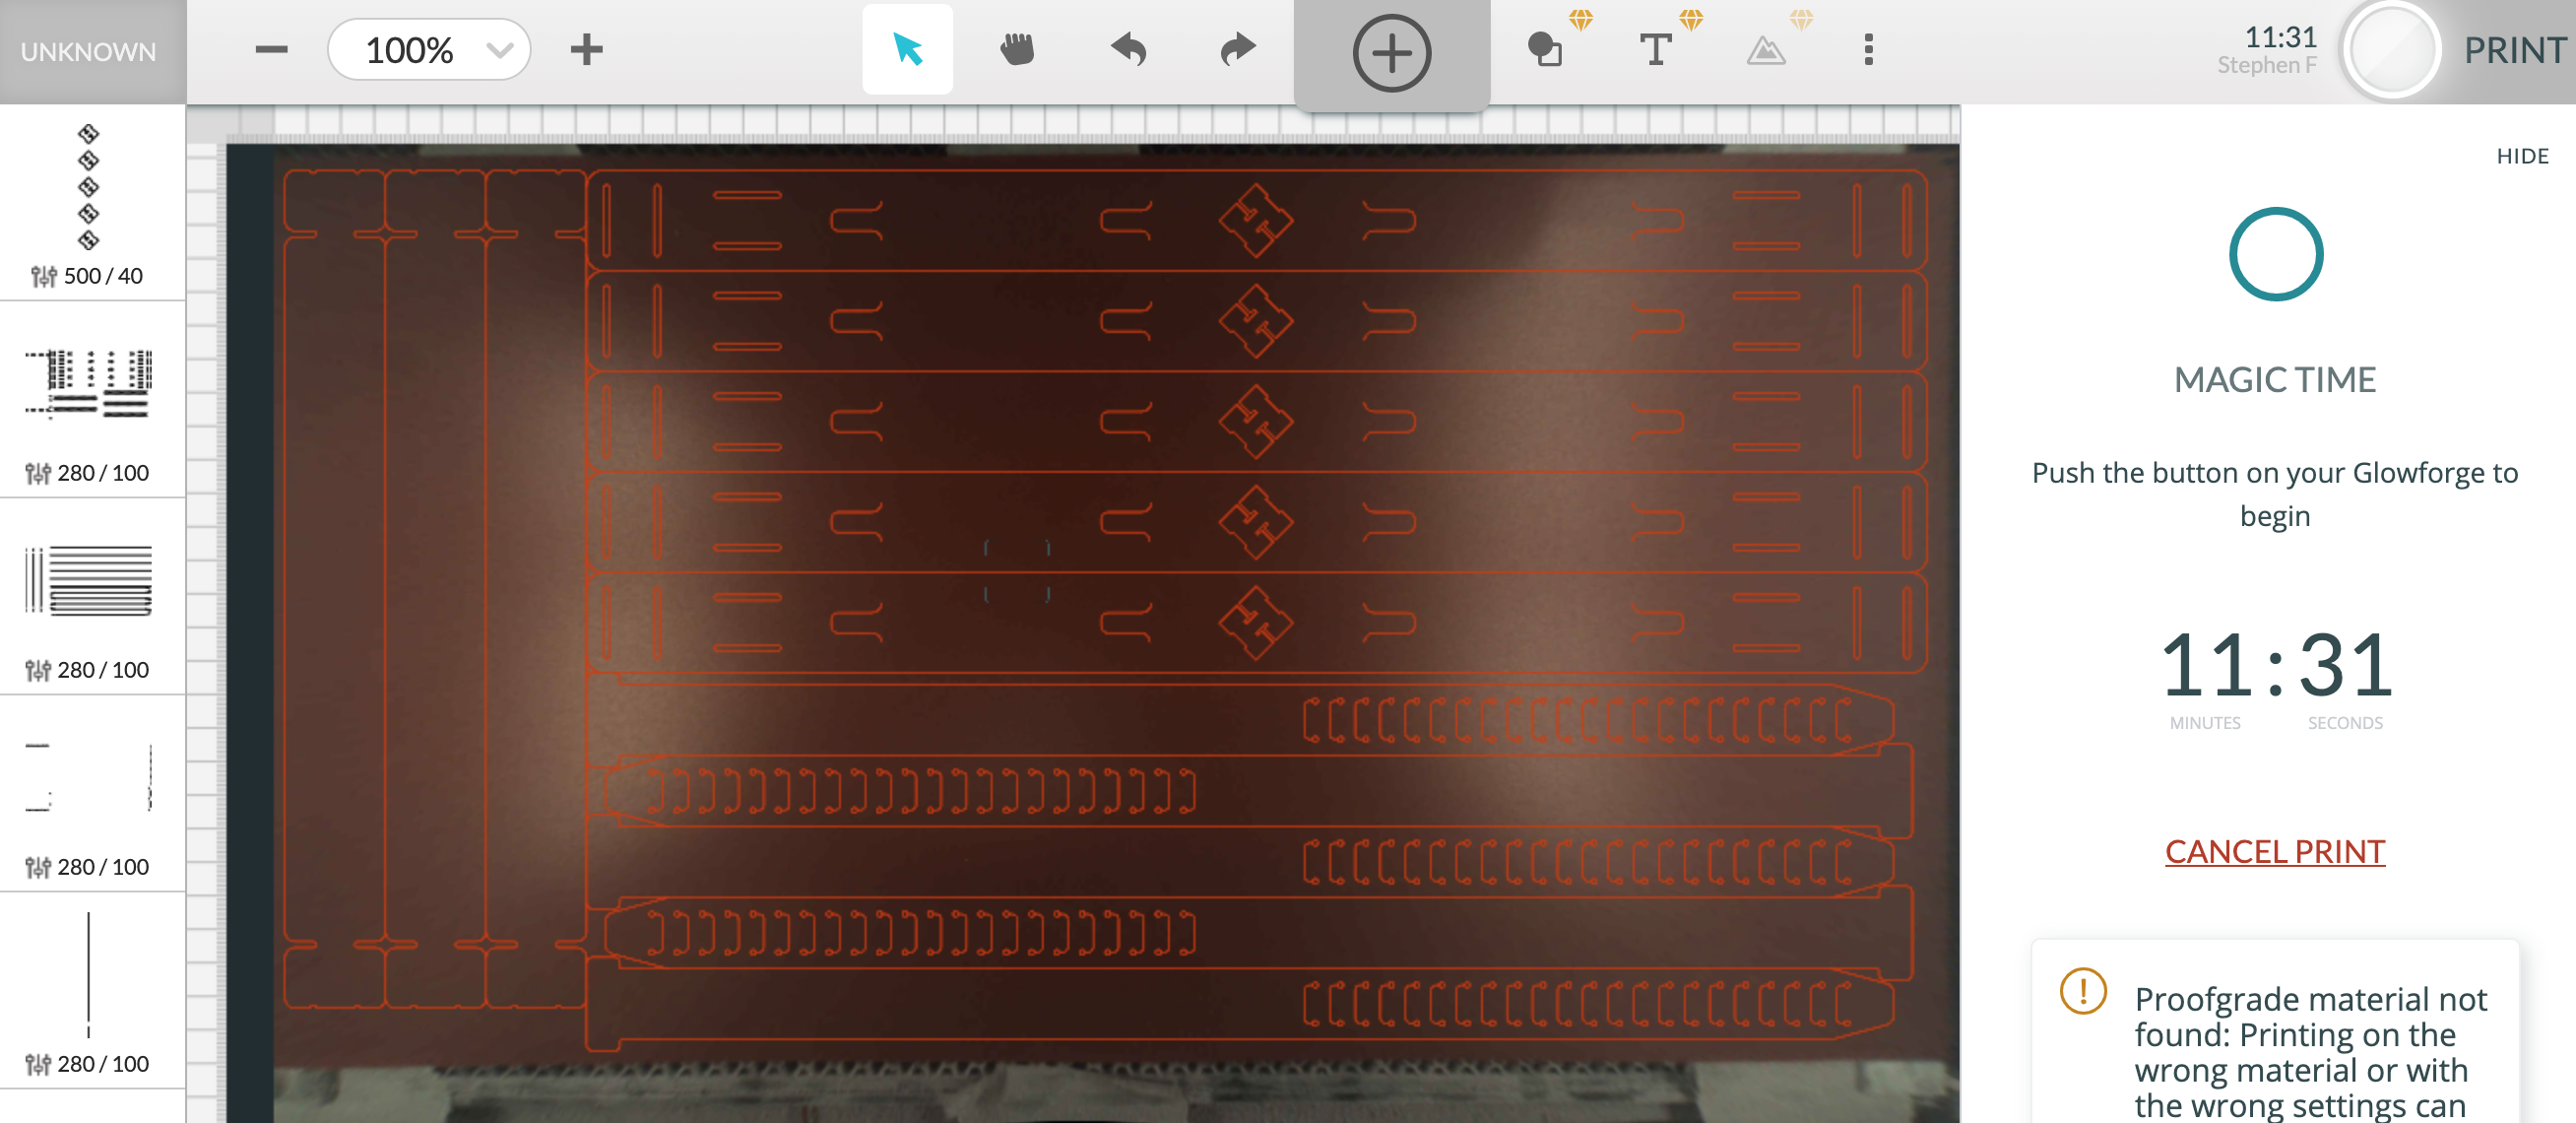 UNKNOWN
100%
11:31
Stephen F
PRINT
500 / 40
280 / 100
280 / 100
280 / 100
280 / 100
HIDE
MAGIC TIME
Push the button on your Glowforge to
begin
11:31
MINUTES SECONDS
CANCEL PRINT
Proofgrade material not
found: Printing on the
wrong material or with
the wrong settings can